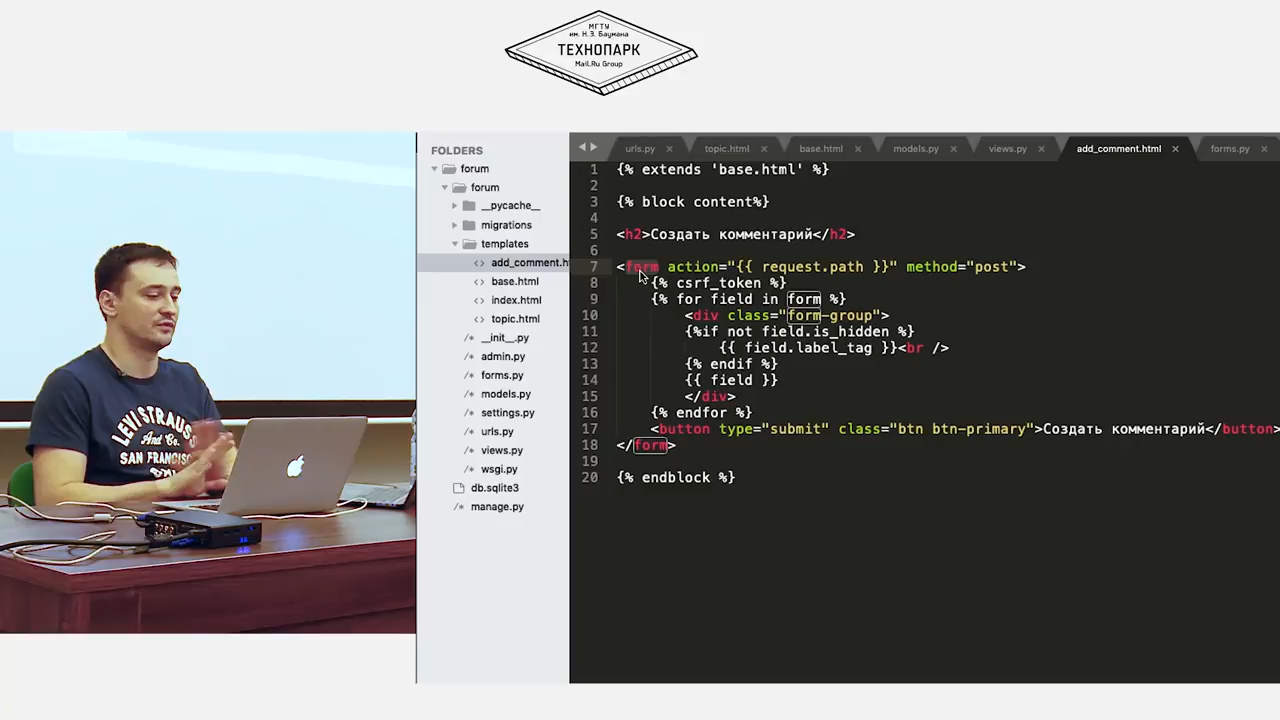 МГТУ
им. Н.Э. Баумана
ТЕХНОПАРК
Mail.Ru Group
LEVI STRAUSS
And Co.
SAN FRANCISCO
FOLDERS
forum
forum
__pycache__
migrations
templates
<> add_comment.h
<> base.html
<> index.html
<> topic.html
/* __init__.py
/* admin.py
/* forms.py
/* models.py
/* settings.py
/* urls.py
/* views.py
/* wsgi.py
db.sqlite3
manage.py
urls.py × topic.html × base.html × models.py × views.py × add_comment.html × forms.py ×
1 {% extends 'base.html' %}
2
3 {% block content%}
4
5 <h2>Создать комментарий</h2>
6
7 <form action="{{ request.path }}" method="post">
8 {% csrf_token %}
9 {% for field in form %}
10 <div class="form-group">
11 {%if not field.is_hidden %}
12 {{ field.label_tag }}<br />
13 {% endif %}
14 {{ field }}
15 </div>
16 {% endfor %}
17 <button type="submit" class="btn btn-primary">Создать комментарий</button>
18 </form>
19
20 {% endblock %}